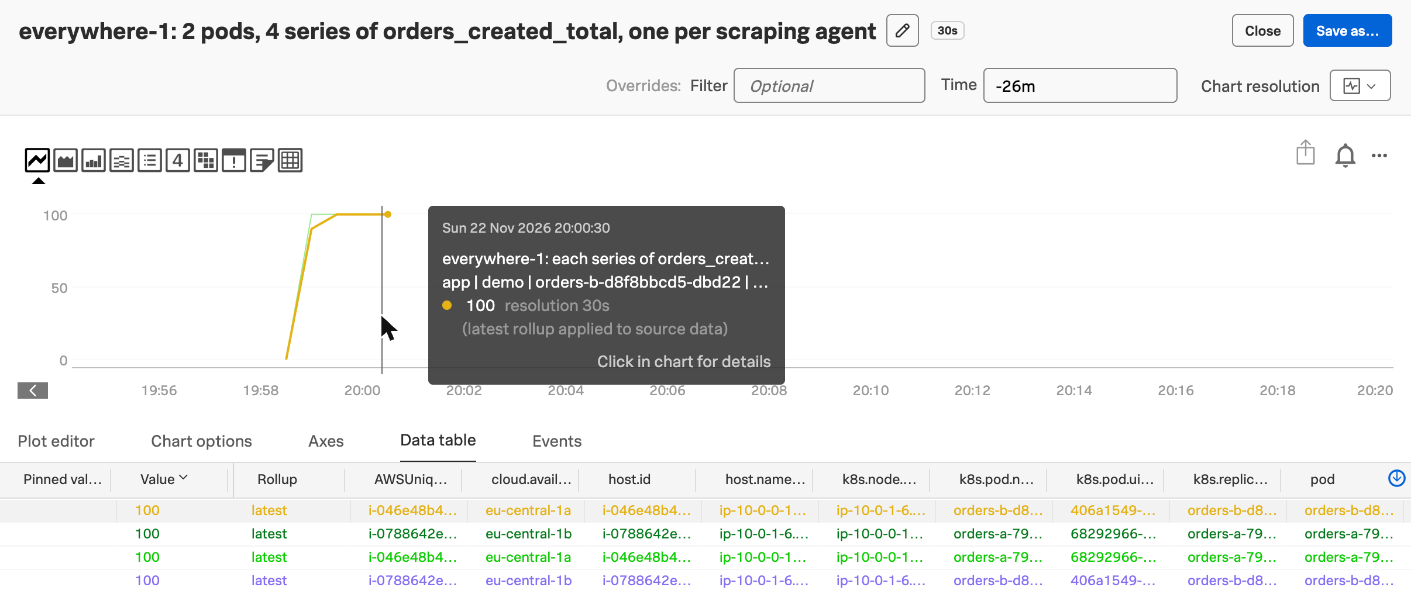 everywhere-1: 2 pods, 4 series of orders_created_total, one per scraping agent 30s Close Save as...
Overrides: Filter Optional Time -26m Chart resolution
4
100
50
0
Sun 22 Nov 2026 20:00:30
everywhere-1: each series of orders_creat...
app | demo | orders-b-d8f8bbcd5-dbd22 | ...
100 resolution 30s
(latest rollup applied to source data)
Click in chart for details
19:56 19:58 20:00 20:02 20:04 20:06 20:08 20:10 20:12 20:14 20:16 20:18 20:20
Plot editor Chart options Axes Data table Events
Pinned val... Value Rollup AWSUniq... cloud.avail... host.id host.name... k8s.node.... k8s.pod.n... k8s.pod.ui... k8s.replic... pod
100 latest i-046e48b4... eu-central-1a i-046e48b4... ip-10-0-0-1... ip-10-0-1-6.... orders-b-d8... 406a1549-... orders-b-d8... orders-b-d8...
100 latest i-0788642e... eu-central-1b i-0788642e... ip-10-0-1-6.... ip-10-0-0-1... orders-a-79... 68292966-... orders-a-79... orders-a-79...
100 latest i-046e48b4... eu-central-1a i-046e48b4... ip-10-0-0-1... ip-10-0-0-1... orders-a-79... 68292966-... orders-a-79... orders-a-79...
100 latest i-0788642e... eu-central-1b i-0788642e... ip-10-0-1-6.... ip-10-0-1-6.... orders-b-d8... 406a1549-... orders-b-d8... orders-b-d8...